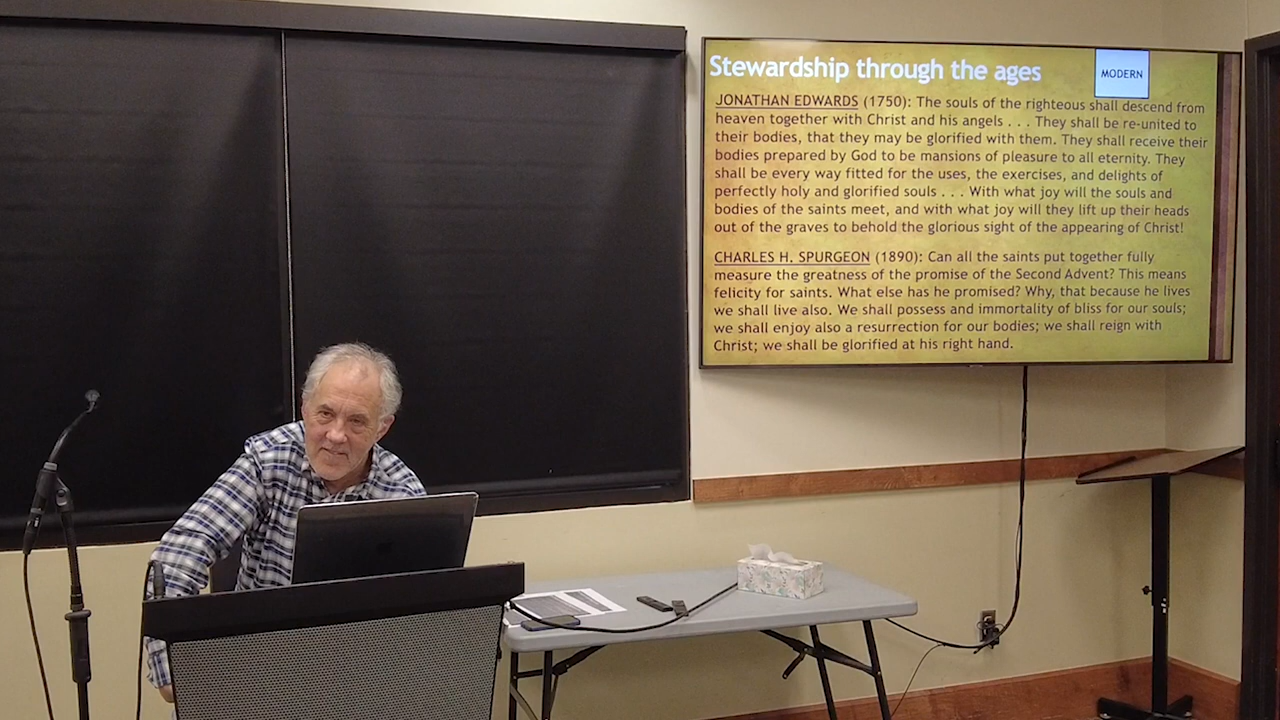 Stewardship through the ages
MODERN
JONATHAN EDWARDS (1750): The souls of the righteous shall descend from
heaven together with Christ and his angels . . . They shall be re-united to
their bodies, that they may be glorified with them. They shall receive their
bodies prepared by God to be mansions of pleasure to all eternity. They
shall be every way fitted for the uses, the exercises, and delights of
perfectly holy and glorified souls . . . With what joy will the souls and
bodies of the saints meet, and with what joy will they lift up their heads
out of the graves to behold the glorious sight of the appearing of Christ!
CHARLES H. SPURGEON (1890): Can all the saints put together fully
measure the greatness of the promise of the Second Advent? This means
felicity for saints. What else has he promised? Why, that because he lives
we shall live also. We shall possess and immortality of bliss for our souls;
we shall enjoy also a resurrection for our bodies; we shall reign with
Christ; we shall be glorified at his right hand.